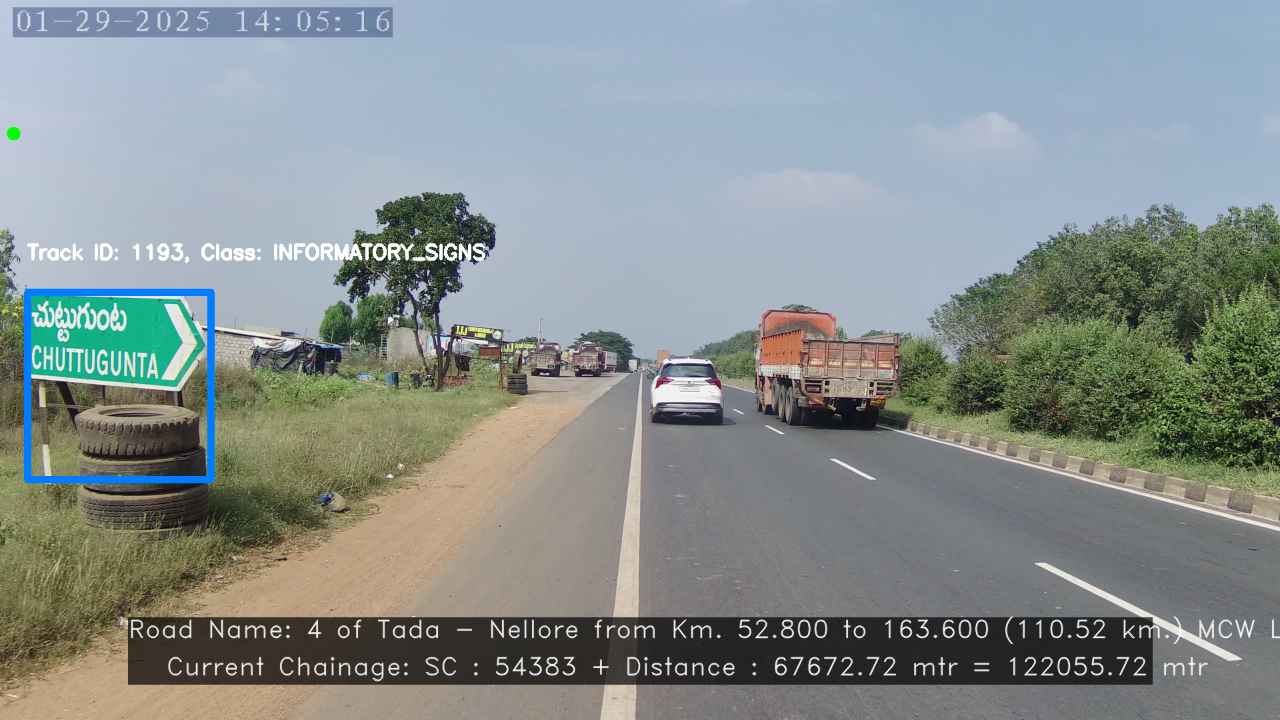 01-29-2025 14:05:16
Track ID: 1193, Class: INFORMATORY_SIGNS
చుట్టుగుంట
CHUTTUGUNTA
Road Name: 4 of Tada - Nellore from Km. 52.800 to 163.600 (110.52 km.) MCW L
Current Chainage: SC : 54383 + Distance : 67672.72 mtr = 122055.72 mtr